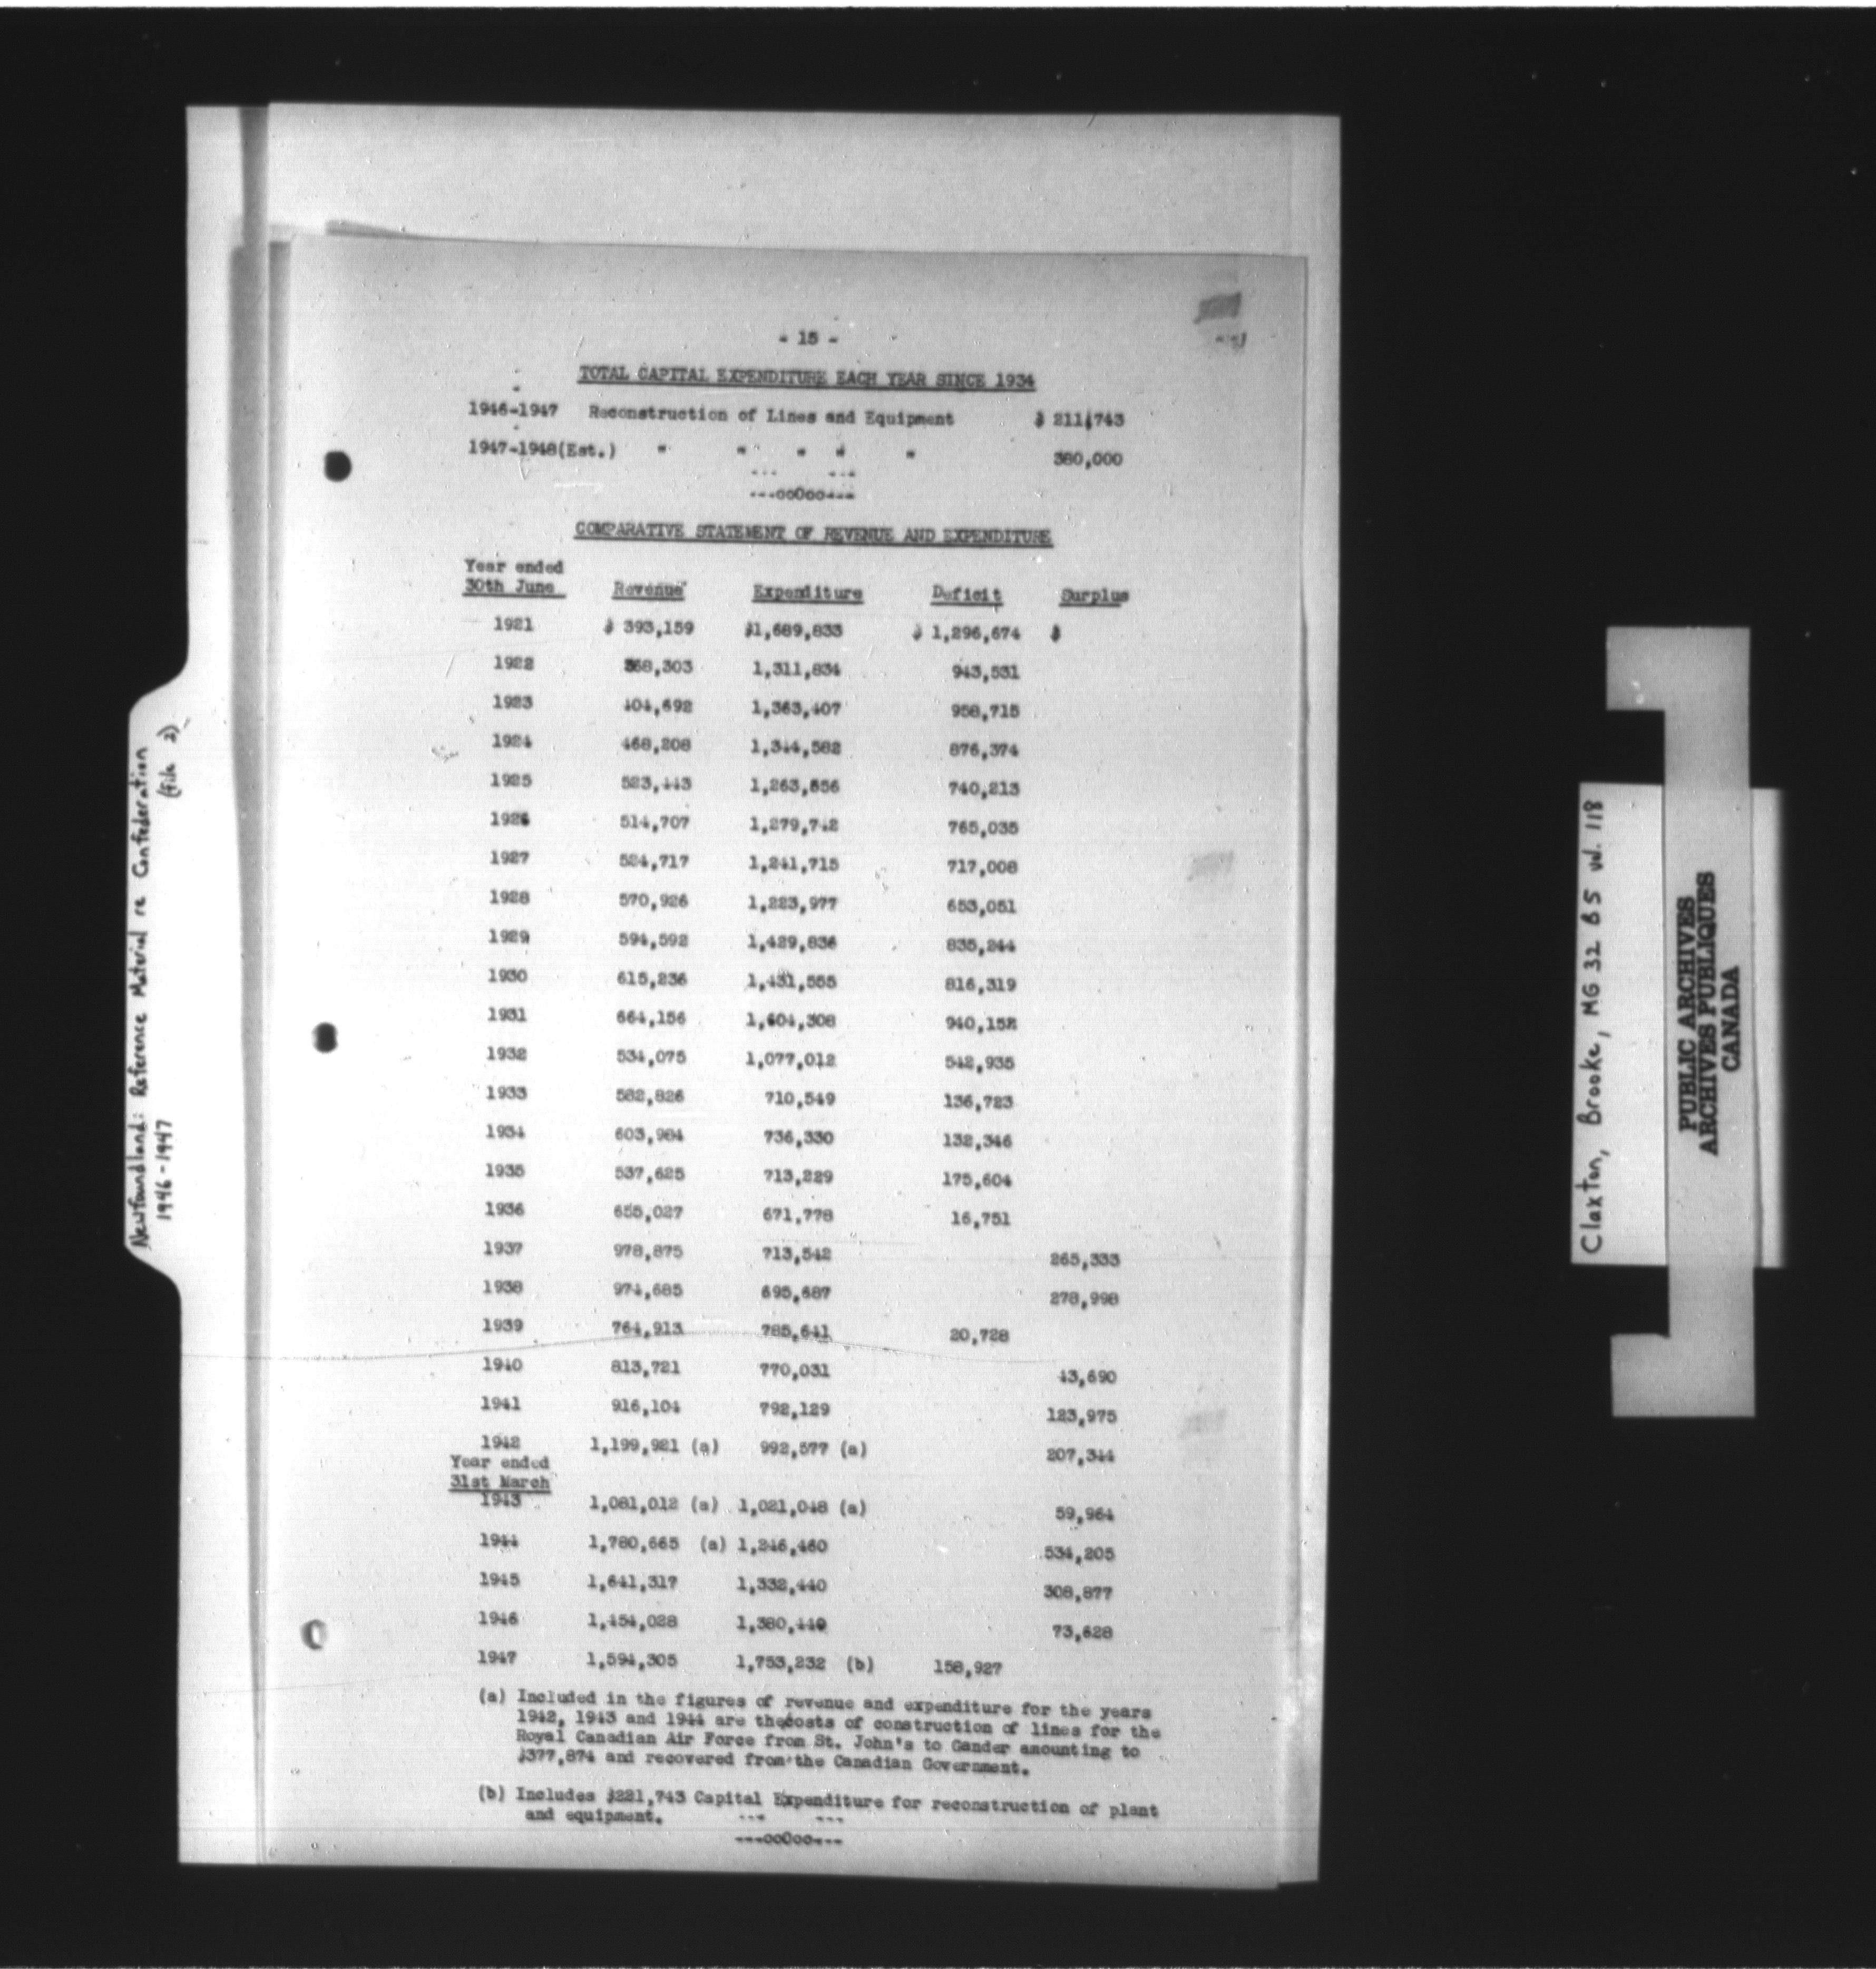 - 15 -
TOTAL CAPITAL EXPENDITURE EACH YEAR SINCE 1934
1946-1947 Reconstruction of Lines and Equipment $ 211,743
1947-1948(Est.) " " " " " 380,000
---ooOoo---
COMPARATIVE STATEMENT OF REVENUE AND EXPENDITURE
Year ended
30th June Revenue Expenditure Deficit Surplus
1921 $ 393,159 $1,689,833 $ 1,296,674 $
1922 368,303 1,311,834 943,531
1923 404,692 1,363,407 958,715
1924 468,208 1,344,582 876,374
1925 523,443 1,263,656 740,213
1926 514,707 1,279,742 765,035
1927 524,717 1,241,715 717,008
1928 570,926 1,223,977 653,051
1929 594,592 1,429,836 835,244
1930 615,236 1,431,555 816,319
1931 664,156 1,604,308 940,152
1932 534,075 1,077,012 542,935
1933 582,826 710,549 136,723
1934 603,984 736,330 132,346
1935 537,625 713,229 175,604
1936 655,027 671,778 16,751
1937 978,875 713,542 265,333
1938 974,685 695,687 278,998
1939 764,913 785,641 20,728
1940 813,721 770,031 43,690
1941 916,104 792,129 123,975
1942 1,199,921 (a) 992,577 (a) 207,344
Year ended
31st March
1943 1,081,012 (a) 1,021,048 (a) 59,964
1944 1,780,665 (a) 1,246,460 534,205
1945 1,641,317 1,332,440 308,877
1946 1,454,028 1,380,440 73,628
1947 1,594,305 1,753,232 (b) 158,927
(a) Included in the figures of revenue and expenditure for the years
1942, 1943 and 1944 are the costs of construction of lines for the
Royal Canadian Air Force from St. John's to Gander amounting to
$377,874 and recovered from the Canadian Government.
(b) Includes $221,743 Capital Expenditure for reconstruction of plant
and equipment.
---ooOoo---
Newfoundland: Reference Material re Confederation
(file 2)
1946-1947
Claxton, Brooke, MG 32 B5 vol. 118
PUBLIC ARCHIVES
ARCHIVES PUBLIQUES
CANADA